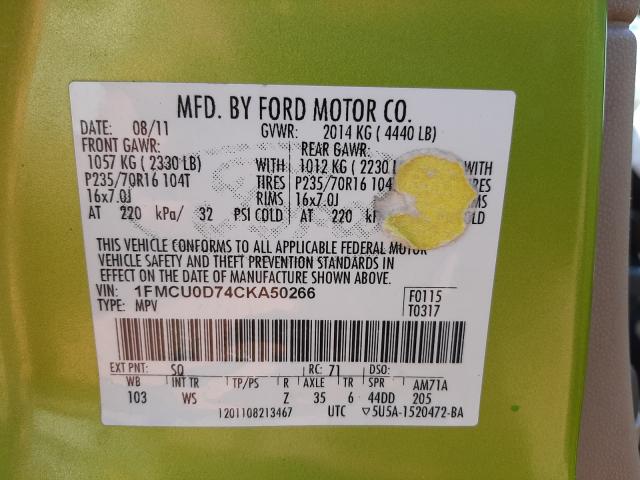 MFD. BY FORD MOTOR CO.
DATE: 08/11 GVWR: 2014 KG ( 4440 LB)
FRONT GAWR: REAR GAWR:
1057 KG ( 2330 LB) WITH 1012 KG ( 2230 WITH
P235/70R16 104T TIRES P235/70R16 104
16x7.0J RIMS 16x7.0J
AT 220 kPa/ 32 PSI COLD AT 220
THIS VEHICLE CONFORMS TO ALL APPLICABLE FEDERAL MOTOR
VEHICLE SAFETY AND THEFT PREVENTION STANDARDS IN
EFFECT ON THE DATE OF MANUFACTURE SHOWN ABOVE.
VIN: 1FMCU0D74CKA50266 F0115
TYPE: MPV T0317
EXT PNT: SQ RC: 71 DSO:
WB INT TR TP/PS R AXLE TR SPR AM71A
103 WS Z 35 6 44DD 205
1201108213467 UTC ▽5U5A-1520472-BA